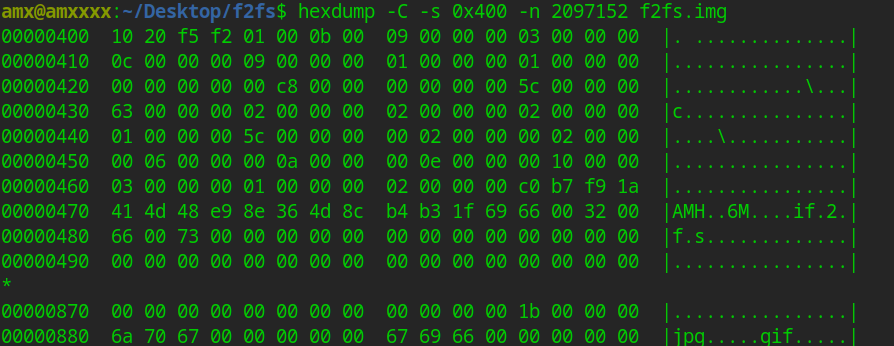 amx@amxxxx:~/Desktop/f2fs$ hexdump -C -s 0x400 -n 2097152 f2fs.img
00000400  10 20 f5 f2 01 00 0b 00  09 00 00 00 03 00 00 00  |. ..............|
00000410  0c 00 00 00 09 00 00 00  01 00 00 00 01 00 00 00  |................|
00000420  00 00 00 00 00 c8 00 00  00 00 00 00 5c 00 00 00  |............\...|
00000430  63 00 00 00 02 00 00 00  02 00 00 00 02 00 00 00  |c...............|
00000440  01 00 00 00 5c 00 00 00  00 02 00 00 00 02 00 00  |....\...........|
00000450  00 06 00 00 00 0a 00 00  00 0e 00 00 00 10 00 00  |................|
00000460  03 00 00 00 01 00 00 00  02 00 00 00 c0 b7 f9 1a  |................|
00000470  41 4d 48 e9 8e 36 4d 8c  b4 b3 1f 69 66 00 32 00  |AMH..6M....if.2.|
00000480  66 00 73 00 00 00 00 00  00 00 00 00 00 00 00 00  |f.s.............|
00000490  00 00 00 00 00 00 00 00  00 00 00 00 00 00 00 00  |................|
*
00000870  00 00 00 00 00 00 00 00  00 00 00 00 1b 00 00 00  |................|
00000880  6a 70 67 00 00 00 00 00  67 69 66 00 00 00 00 00  |jpg.....gif.....|